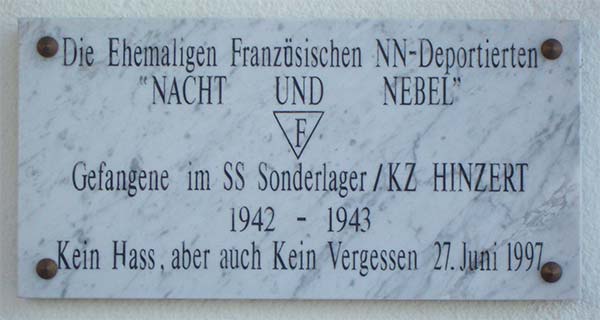 Die Ehemaligen Französischen NN-Deportierten
"NACHT UND NEBEL"
F
Gefangene im SS Sonderlager/KZ HINZERT
1942 - 1943
Kein Hass, aber auch Kein Vergessen 27. Juni 1997